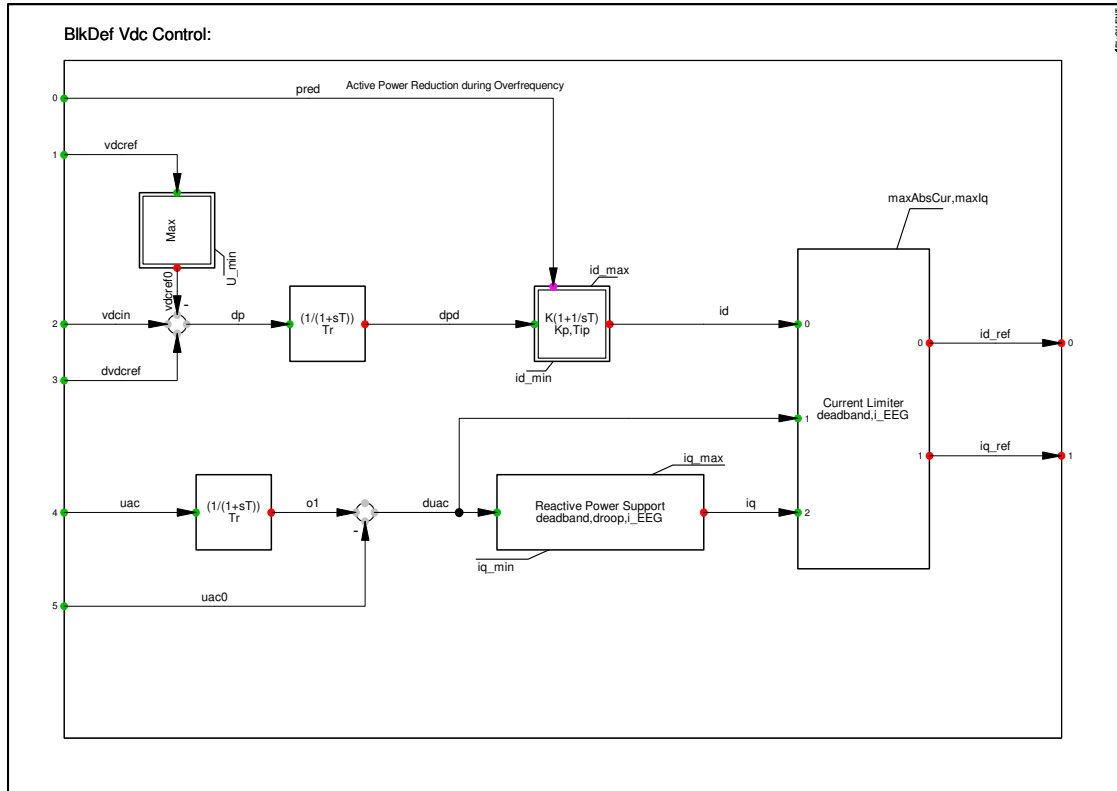 BlkDef Vdc Control:
pred
Active Power Reduction during Overfrequency
0
vdcref
1
maxAbsCur,maxIq
Max
U_min
vdcref0
-
id_max
2
vdcin
dp
(1/(1+sT))
Tr
dpd
K(1+1/sT)
Kp,Tip
id
0
0
id_ref
0
dvdcref
3
id_min
Current Limiter
deadband,i_EEG
1
1
iq_ref
1
iq_max
4
uac
(1/(1+sT))
Tr
o1
-
duac
Reactive Power Support
deadband,droop,i_EEG
iq
2
iq_min
5
uac0